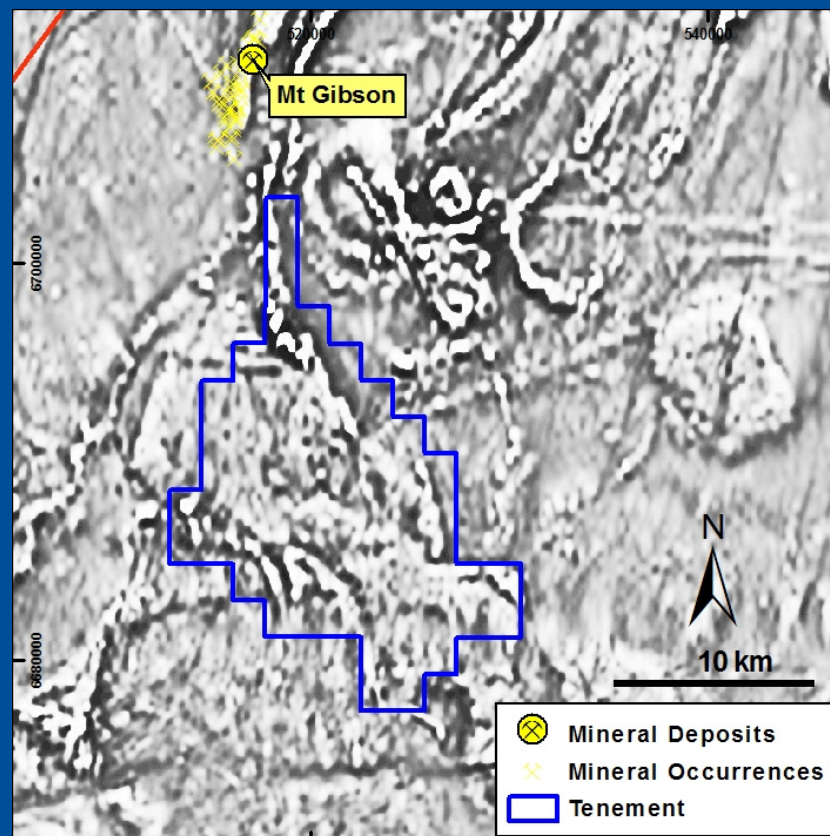 520000
540000
Mt Gibson
6700000
N
6680000
10 km
Mineral Deposits
Mineral Occurrences
Tenement